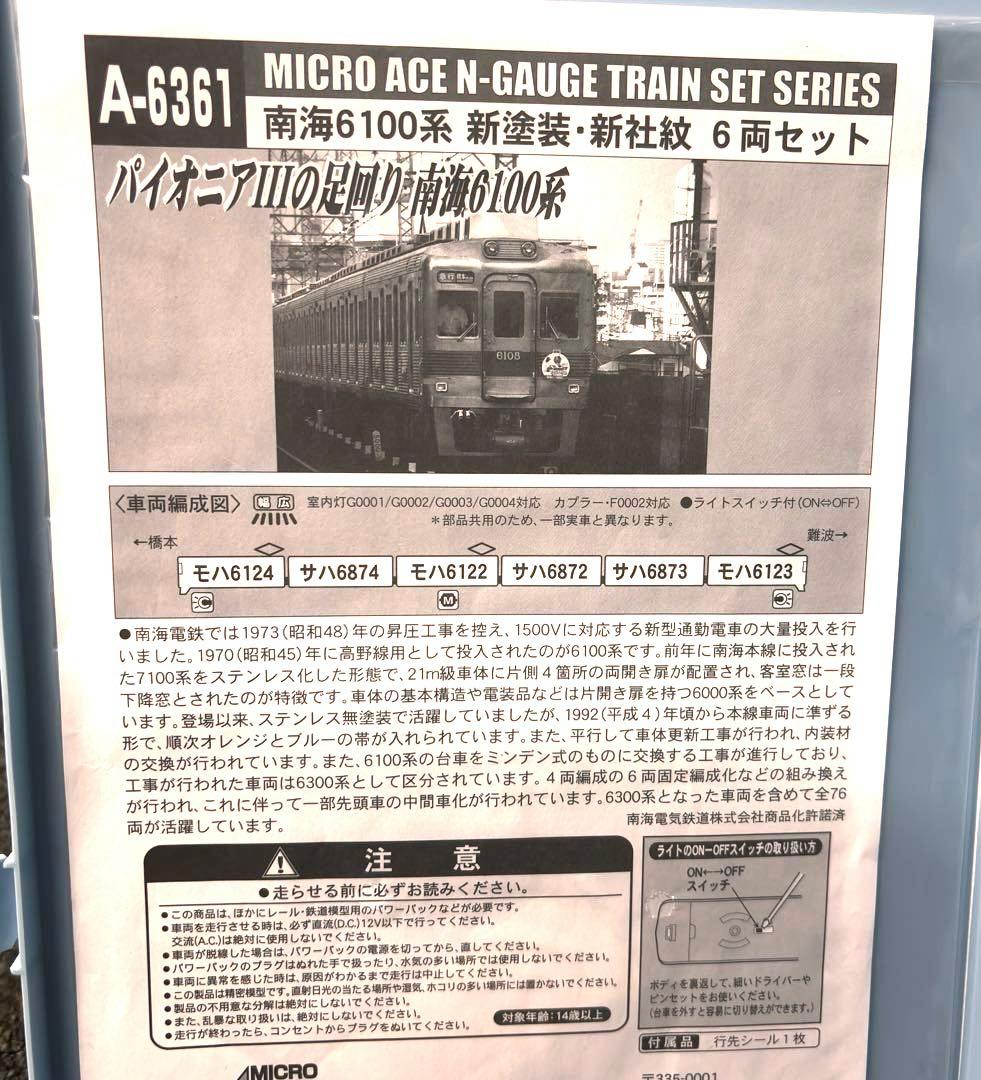 A-6361
MICRO ACE N-GAUGE TRAIN SET SERIES
南海6100系 新塗装・新社紋 6両セット
パイオニアIIIの足回り 南海6100系
急行
6108
〈車両編成図〉 幅 広 室内灯G0001/G0002/G0003/G0004対応 カプラー・F0002対応 ●ライトスイッチ付(ON⇔OFF)
＊部品共用のため、一部実車と異なります。
←橋本 難波→
モハ6124 サハ6874 モハ6122 サハ6872 サハ6873 モハ6123
M
●南海電鉄では1973(昭和48)年の昇圧工事を控え、1500Vに対応する新型通勤電車の大量投入を行
いました。1970(昭和45)年に高野線用として投入されたのが6100系です。前年に南海本線に投入され
た7100系をステンレス化した形態で、21m級車体に片側４箇所の両開き扉が配置され、客室窓は一段
下降窓とされたのが特徴です。車体の基本構造や電装品などは片開き扉を持つ6000系をベースとして
います。登場以来、ステンレス無塗装で活躍していましたが、1992(平成４)年頃から本線車両に準ずる
形で、順次オレンジとブルーの帯が入れられています。また、平行して車体更新工事が行われ、内装材
の交換が行われています。また、6100系の台車をミンデン式のものに交換する工事が進行しており、
工事が行われた車両は6300系として区分されています。４両編成の６両固定編成化などの組み換え
が行われ、これに伴って一部先頭車の中間車化が行われています。6300系となった車両を含めて全76
両が活躍しています。
南海電気鉄道株式会社商品化許諾済
注 意
●走らせる前に必ずお読みください。
●この商品は、ほかにレール・鉄道模型用のパワーパックなどが必要です。
●車両を走行させる時は、必ず直流(D.C.)12V以下で行ってください。
交流(A.C.)は絶対に使用しないでください。
●車両が脱線した場合は、パワーパックの電源を切ってから、直してください。
●パワーパックのプラグはぬれた手で扱ったり、水気の多い場所では使用しないでください。
●車両に異常を感じた時は、原因がわかるまで走行は中止してください。
●この製品は精密模型です。直射日光の当たる場所や湿気、ホコリの多い場所には置かないでください。
●製品の不用意な分解は絶対にしないでください。
●また、乱暴な取り扱いは、絶対にしないでください。
●走行が終わったら、コンセントからプラグをぬいてください。
対象年齢：14歳以上
ライトのON－OFFスイッチの取り扱い方
ON←→OFF
スイッチ
ボディを裏返して、細いドライバーや
ピンセットをお使いください。
(台車を外すと容易に切り替えができます。)
付属品 行先シール１枚
MICRO
〒335-0001